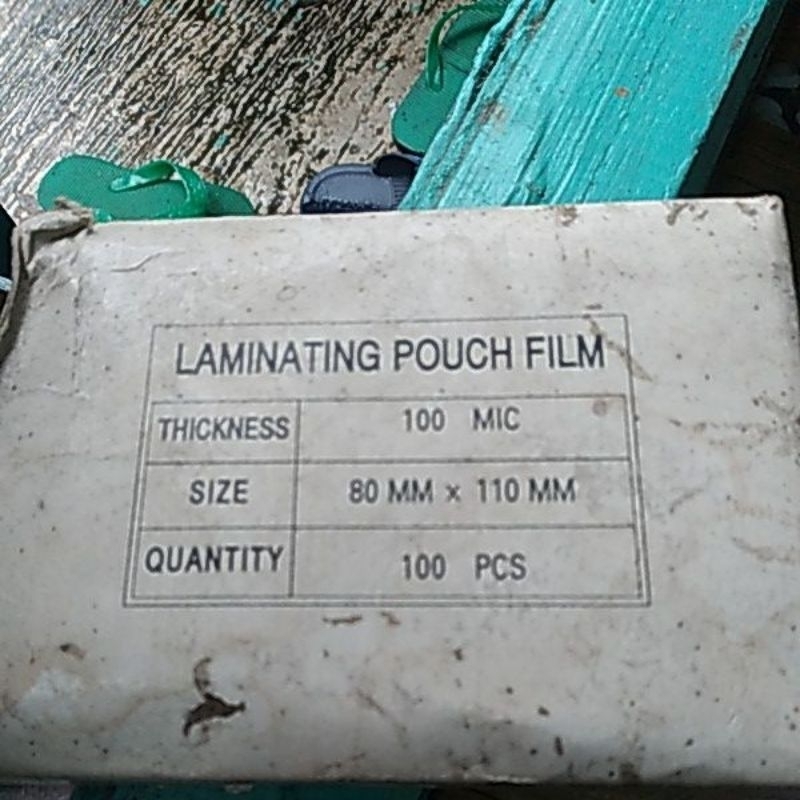 LAMINATING POUCH FILM
THICKNESS 100 MIC
SIZE 80 MM × 110 MM
QUANTITY 100 PCS